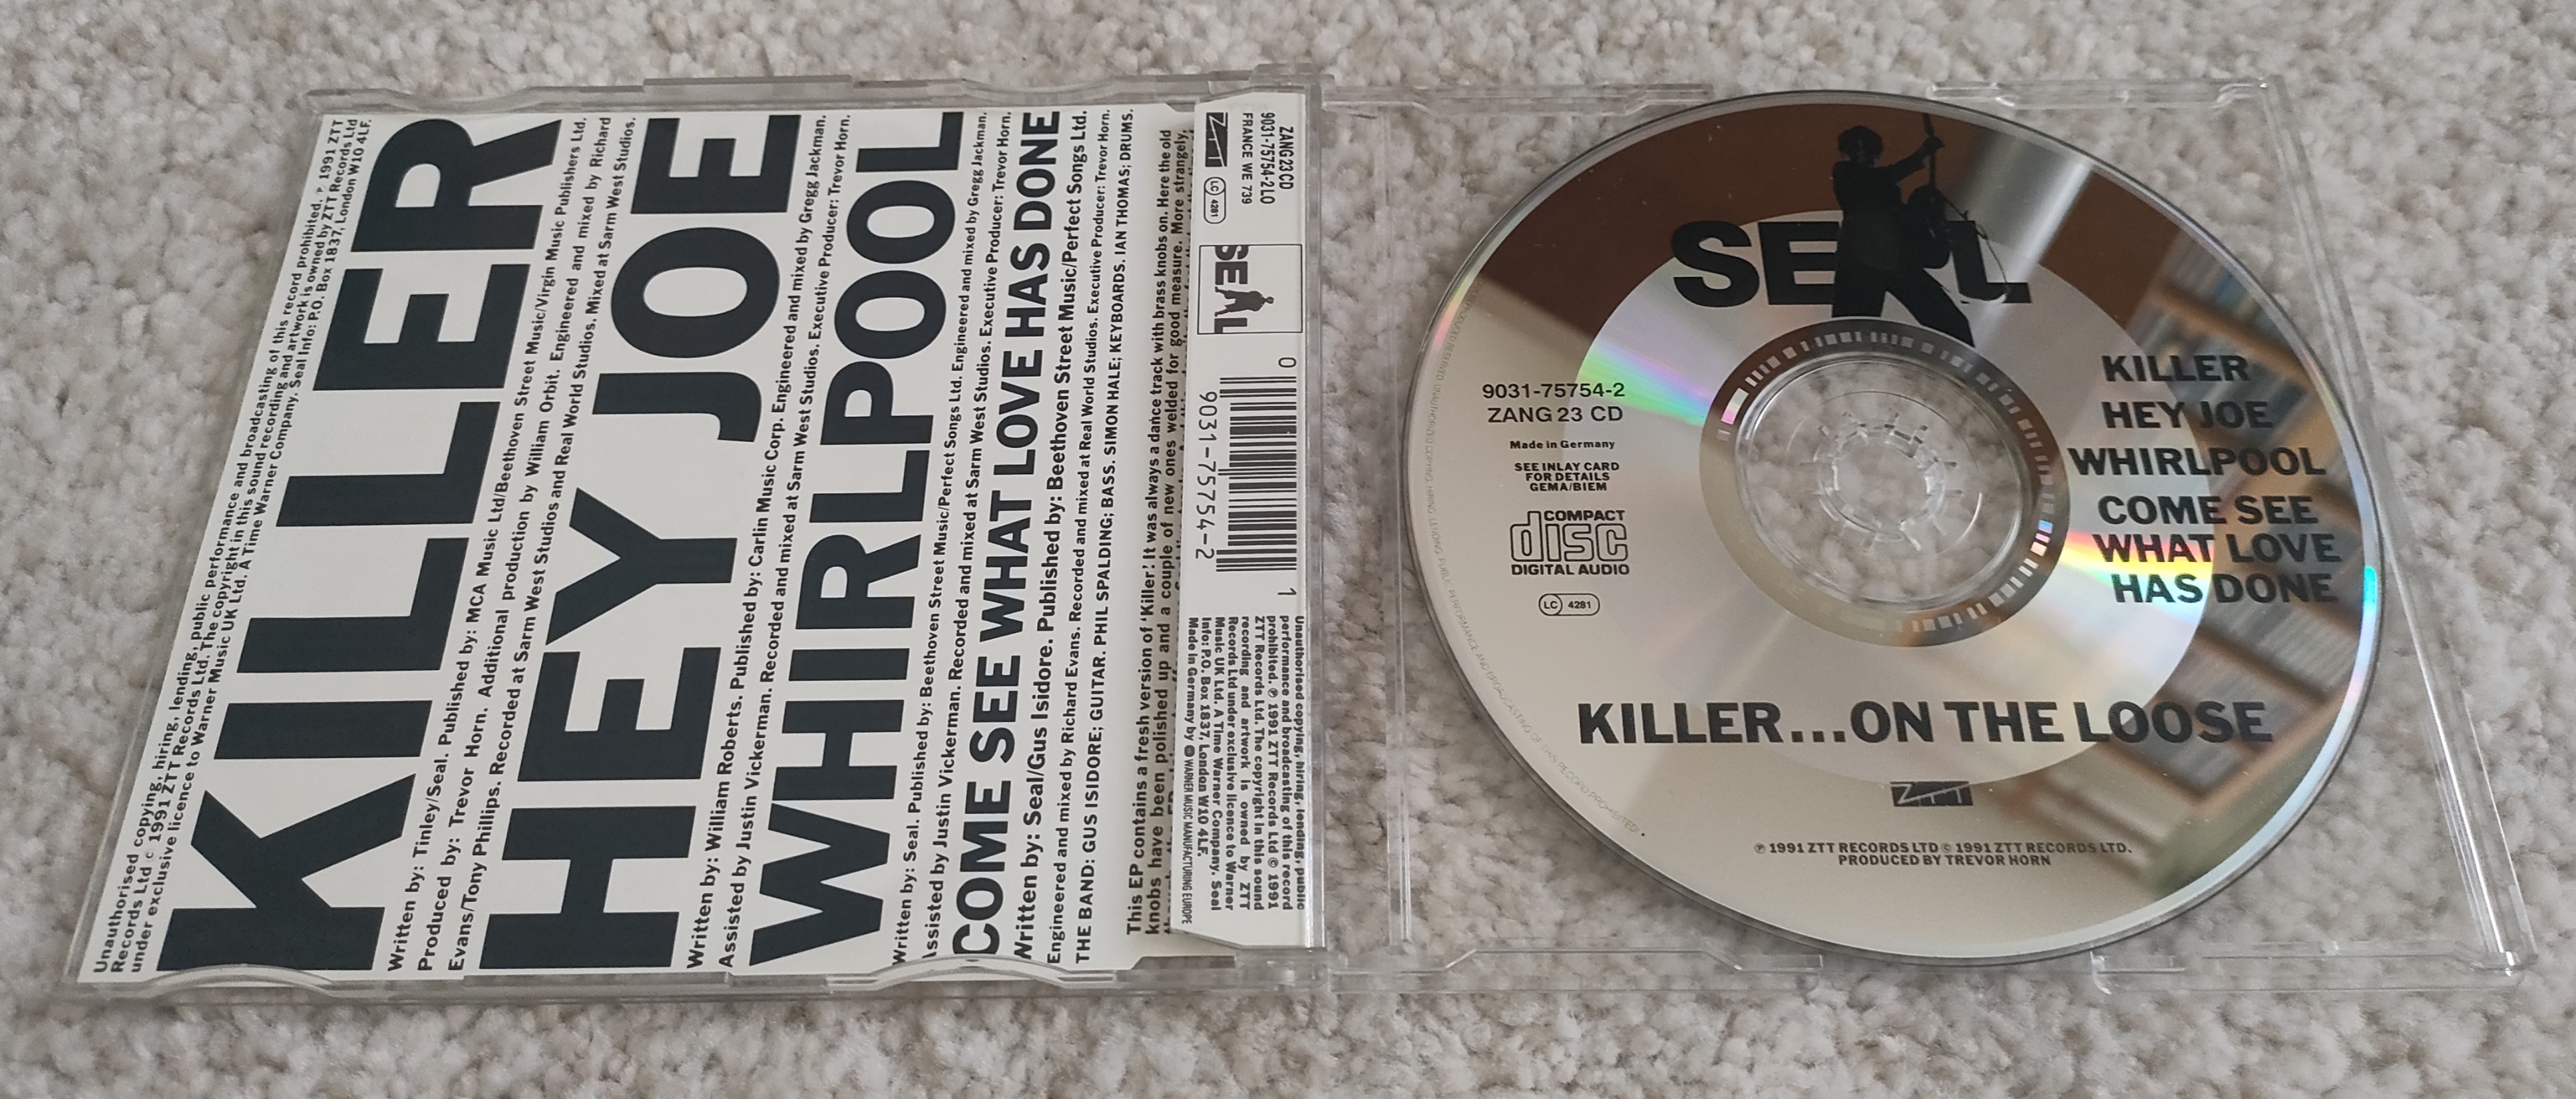 Unauthorised copying, hiring, lending, public performance and broadcasting of this record prohibited. P 1991 ZTT
Records Ltd c 1991 ZTT Records Ltd. The copyright in this sound recording and artwork is owned by ZTT Records Ltd
under exclusive licence to Warner Music UK Ltd. A Time Warner Company. Seal Info: P.O. Box 1837, London W10 4LF.
KILLER
Written by: Tinley/Seal. Published by: MCA Music Ltd/Beethoven Street Music/Virgin Music Publishers Ltd.
Produced by: Trevor Horn. Additional production by William Orbit. Engineered and mixed by Richard
Evans/Tony Phillips. Recorded at Sarm West Studios and Real World Studios. Mixed at Sarm West Studios.
HEY JOE
Written by: William Roberts. Published by: Carlin Music Corp. Engineered and mixed by Gregg Jackman.
Assisted by Justin Vickerman. Recorded and mixed at Sarm West Studios. Executive Producer: Trevor Horn.
WHIRLPOOL
Written by: Seal. Published by: Beethoven Street Music/Perfect Songs Ltd. Engineered and mixed by Gregg Jackman.
Assisted by Justin Vickerman. Recorded and mixed at Sarm West Studios. Executive Producer: Trevor Horn.
COME SEE WHAT LOVE HAS DONE
Written by: Seal/Gus Isidore. Published by: Beethoven Street Music/Perfect Songs Ltd.
Engineered and mixed by Richard Evans. Recorded and mixed at Real World Studios. Executive Producer: Trevor Horn.
THE BAND: GUS ISIDORE; GUITAR. PHIL SPALDING; BASS. SIMON HALE; KEYBOARDS. IAN THOMAS; DRUMS.
This EP contains a fresh version of 'Killer'. It was always a dance track with brass knobs on. Here the old
knobs have been polished up and a couple of new ones welded for good measure. More strangely,
ZANG 23 CD
9031-75754-2 LO
FRANCE WE 739
ZTT
LC 4281
SEAL
0
9031-75754-2
1
Unauthorised copying, hiring, lending, public
performance and broadcasting of this record
prohibited. ℗ 1991 ZTT Records Ltd © 1991
ZTT Records Ltd. The copyright in this sound
recording and artwork is owned by ZTT
Records Ltd under exclusive licence to Warner
Music UK Ltd. A Time Warner Company. Seal
Info: P.O. Box 1837, London W10 4LF.
Made in Germany by WARNER MUSIC MANUFACTURING EUROPE
SEAL
9031-75754-2
ZANG 23 CD
Made in Germany
SEE INLAY CARD
FOR DETAILS
GEMA/BIEM
COMPACT
disc
DIGITAL AUDIO
LC 4281
KILLER
HEY JOE
WHIRLPOOL
COME SEE
WHAT LOVE
HAS DONE
KILLER...ON THE LOOSE
ZTT
℗ 1991 ZTT RECORDS LTD © 1991 ZTT RECORDS LTD.
PRODUCED BY TREVOR HORN